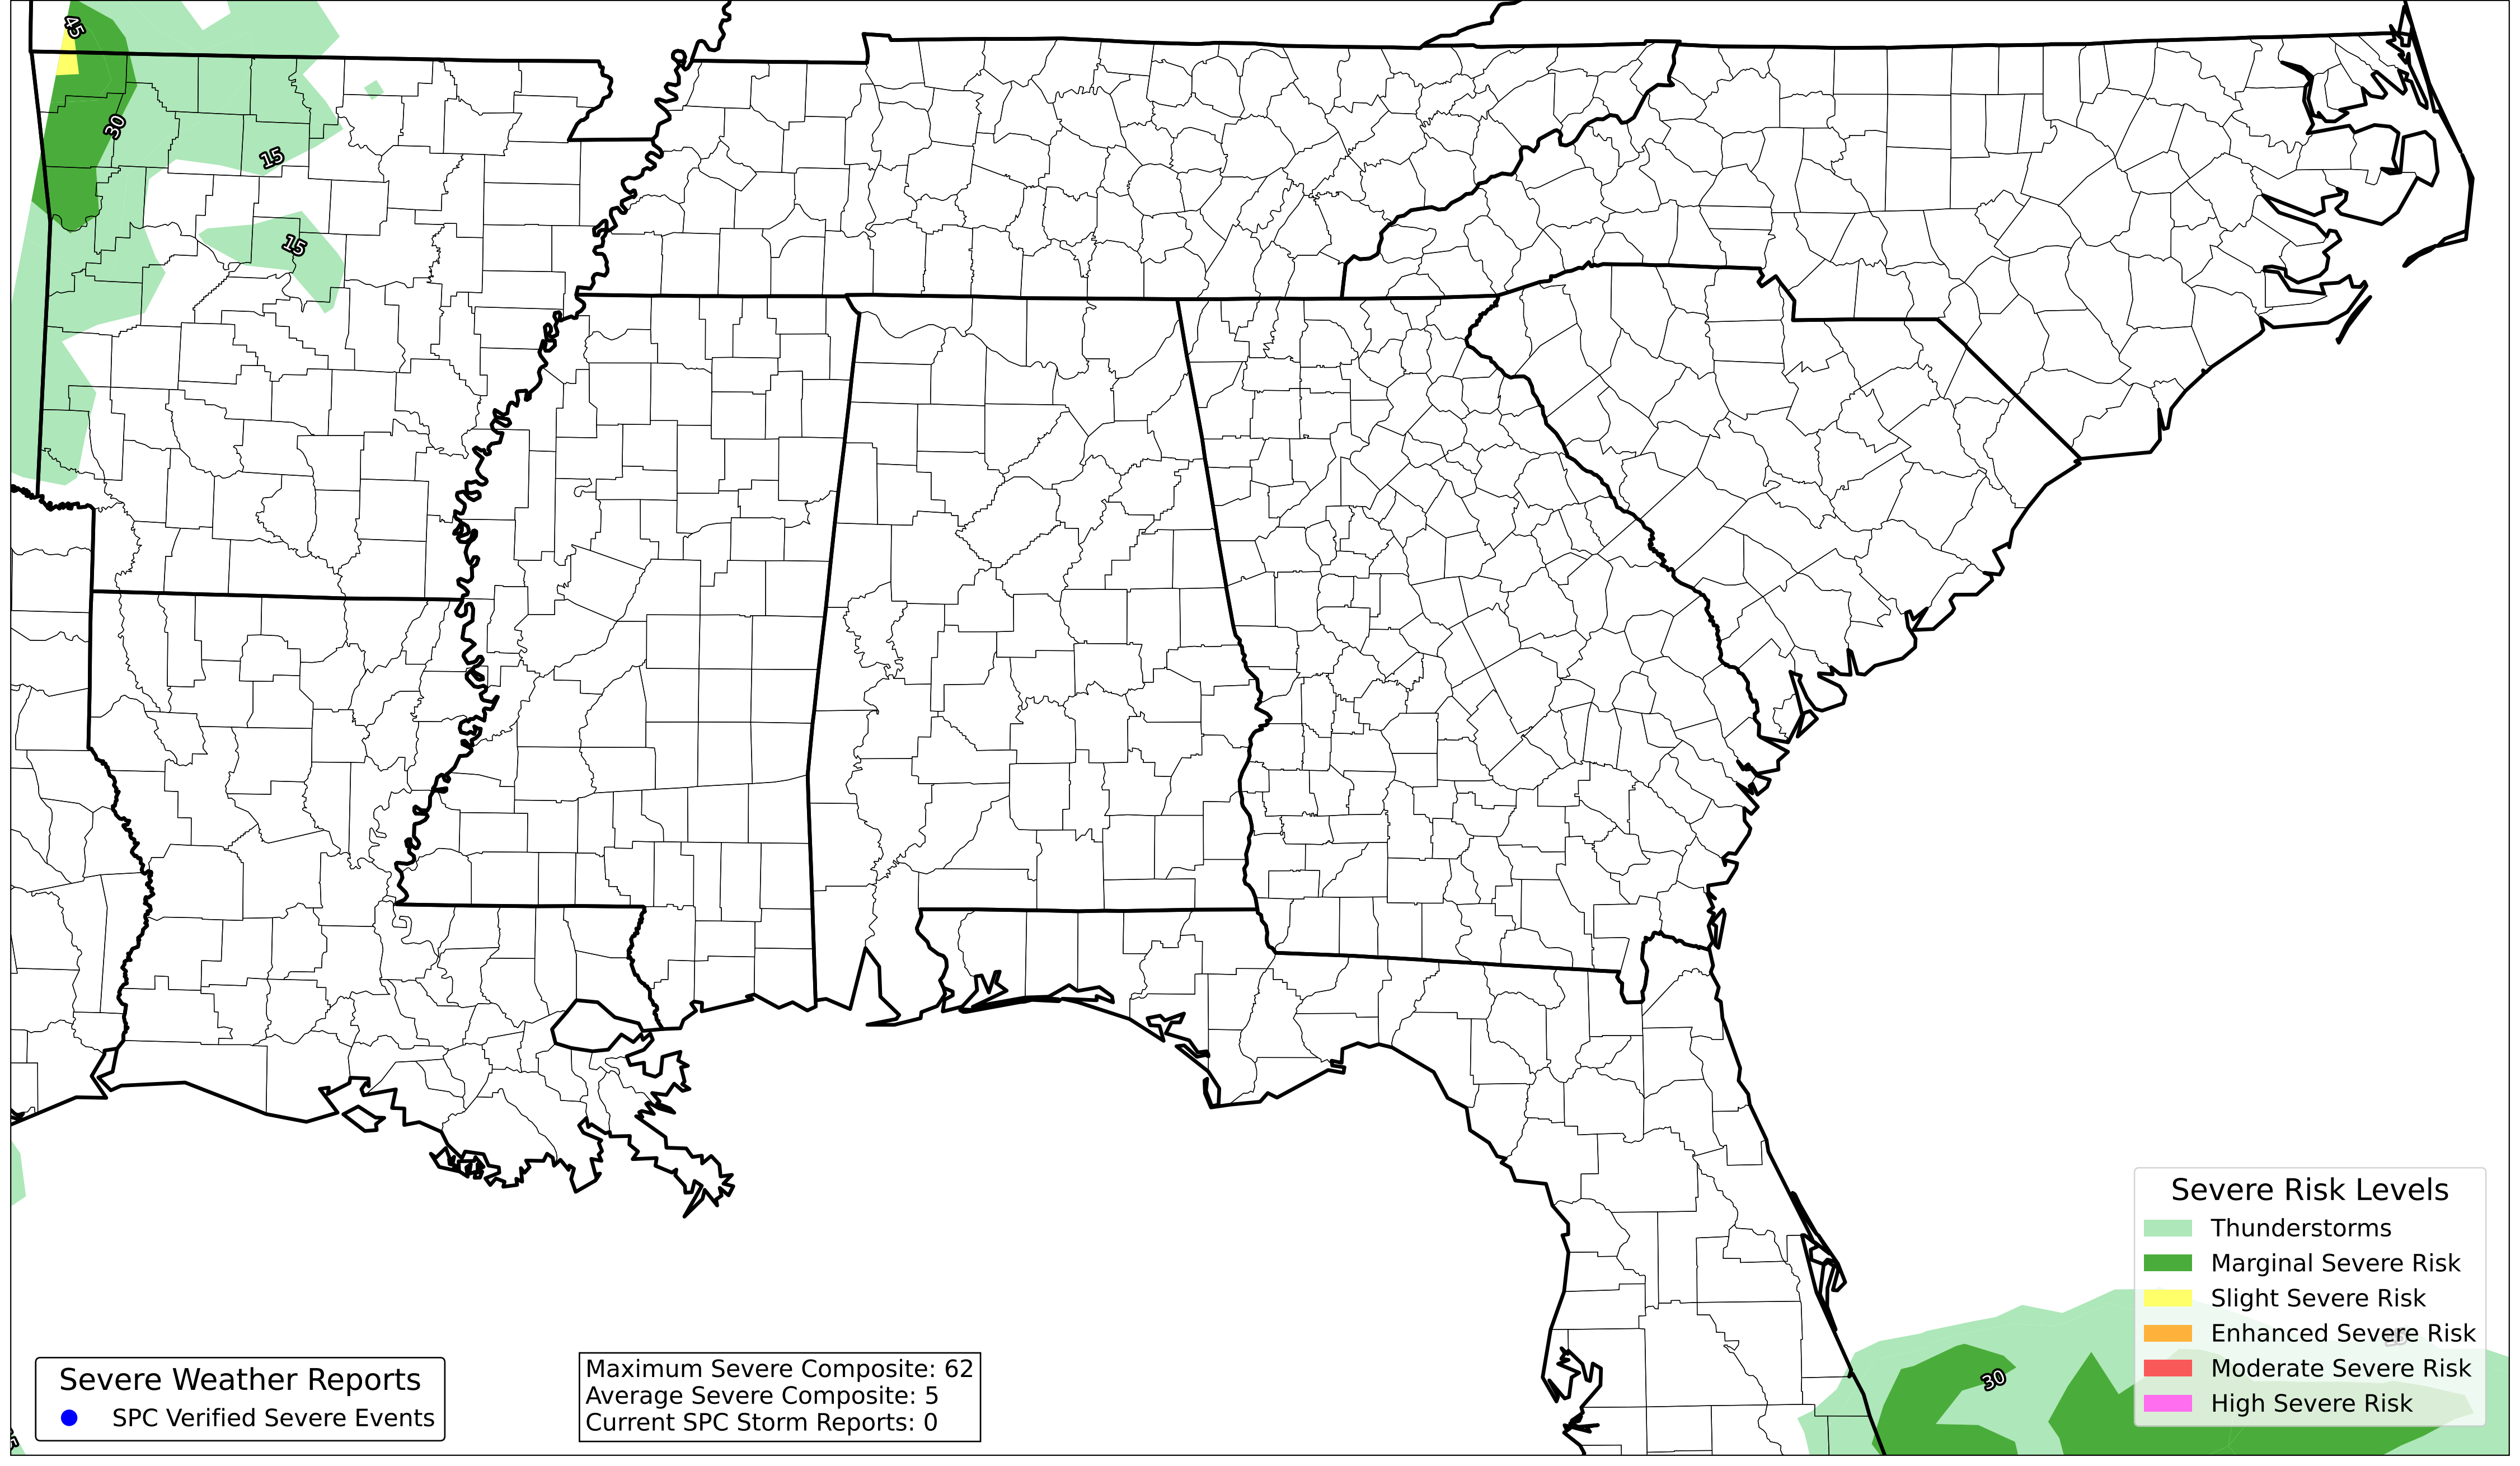 45
30
15
15
Severe Risk Levels
Thunderstorms
Marginal Severe Risk
Slight Severe Risk
Enhanced Severe Risk
Moderate Severe Risk
High Severe Risk
30
Severe Weather Reports
SPC Verified Severe Events
Maximum Severe Composite: 62
Average Severe Composite: 5
Current SPC Storm Reports: 0